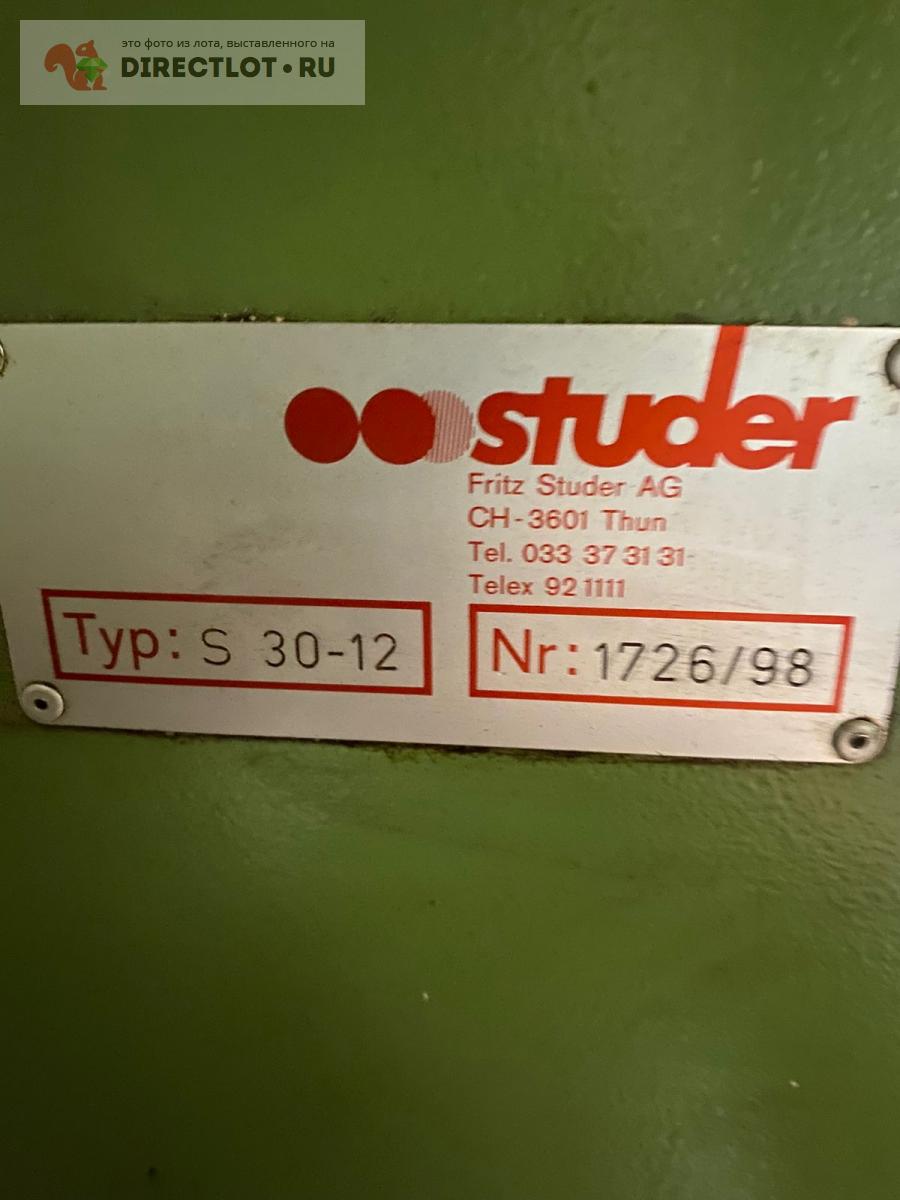 это фото из лота, выставленного на
DIRECTLOT•RU
studer
Fritz Studer AG
CH-3601 Thun
Tel. 033 37 31 31
Telex 92 1111
Typ: S 30-12
Nr: 1726/98